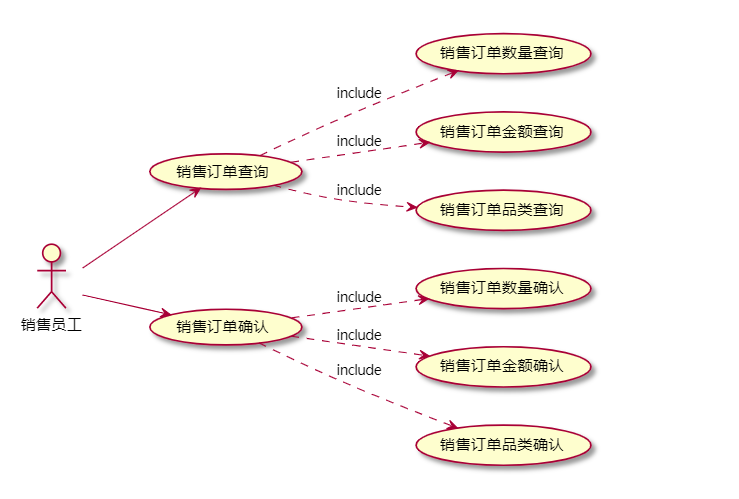 销售订单数量查询
include
销售订单金额查询
include
销售订单查询
include
销售订单品类查询
销售员工
include
销售订单数量确认
销售订单确认
include
销售订单金额确认
include
销售订单品类确认